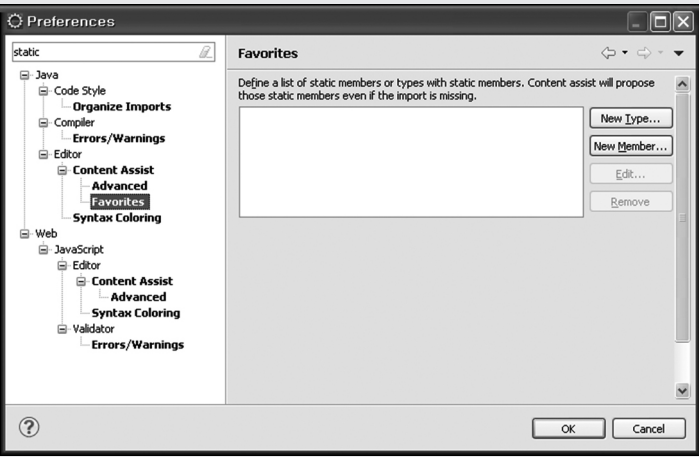 Preferences
static
Java
Code Style
Organize Imports
Compiler
Errors/Warnings
Editor
Content Assist
Advanced
Favorites
Syntax Coloring
Web
JavaScript
Editor
Content Assist
Advanced
Syntax Coloring
Validator
Errors/Warnings
Favorites
Define a list of static members or types with static members. Content assist will propose
those static members even if the import is missing.
New Type...
New Member...
Edit...
Remove
?
OK
Cancel